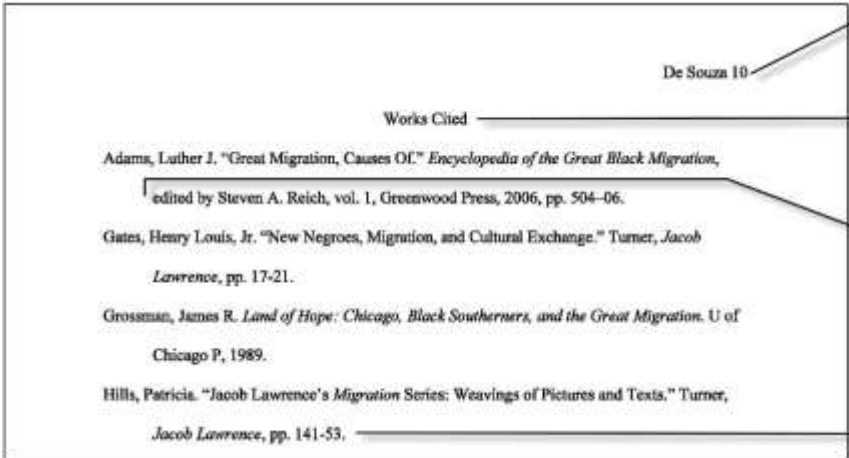 De Souza 10
Works Cited
Adams, Luther J. “Great Migration, Causes Of.” Encyclopedia of the Great Black Migration,
edited by Steven A. Reich, vol. 1, Greenwood Press, 2006, pp. 504–06.
Gates, Henry Louis, Jr. “New Negroes, Migration, and Cultural Exchange.” Turner, Jacob
Lawrence, pp. 17-21.
Grossman, James R. Land of Hope: Chicago, Black Southerners, and the Great Migration. U of
Chicago P, 1989.
Hills, Patricia. “Jacob Lawrence’s Migration Series: Weavings of Pictures and Texts.” Turner,
Jacob Lawrence, pp. 141-53.